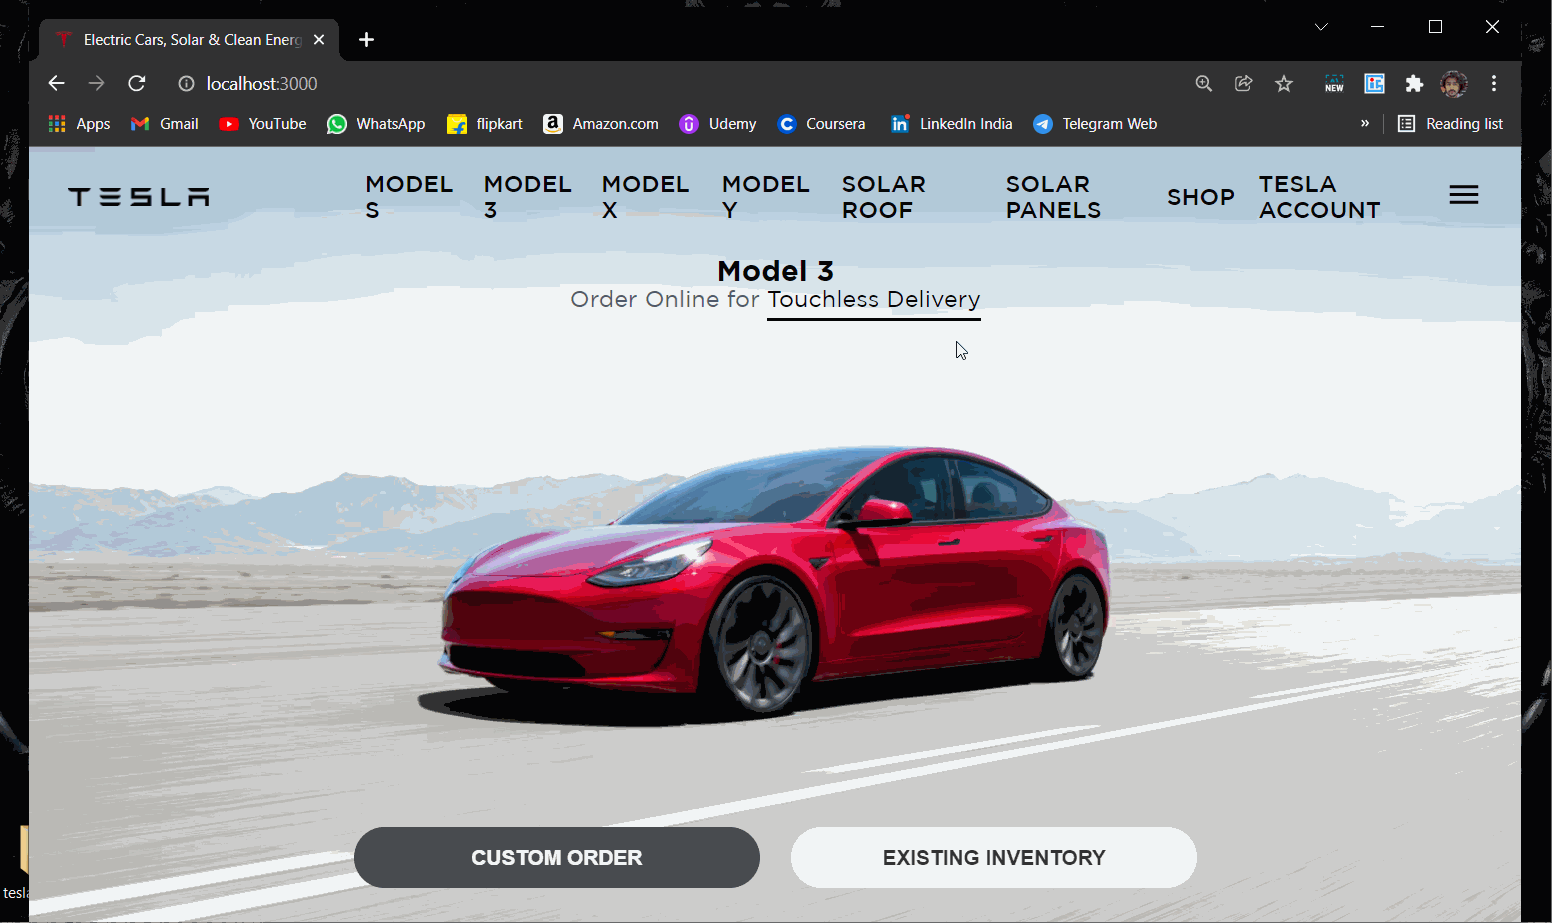 Electric Cars, Solar & Clean Energ
localhost:3000
NEW
Apps Gmail YouTube WhatsApp flipkart Amazon.com Udemy Coursera LinkedIn India Telegram Web » Reading list
TESLA
MODEL S
MODEL 3
MODEL X
MODEL Y
SOLAR ROOF
SOLAR PANELS
SHOP
TESLA ACCOUNT
Model 3
Order Online for Touchless Delivery
CUSTOM ORDER
EXISTING INVENTORY
tesla